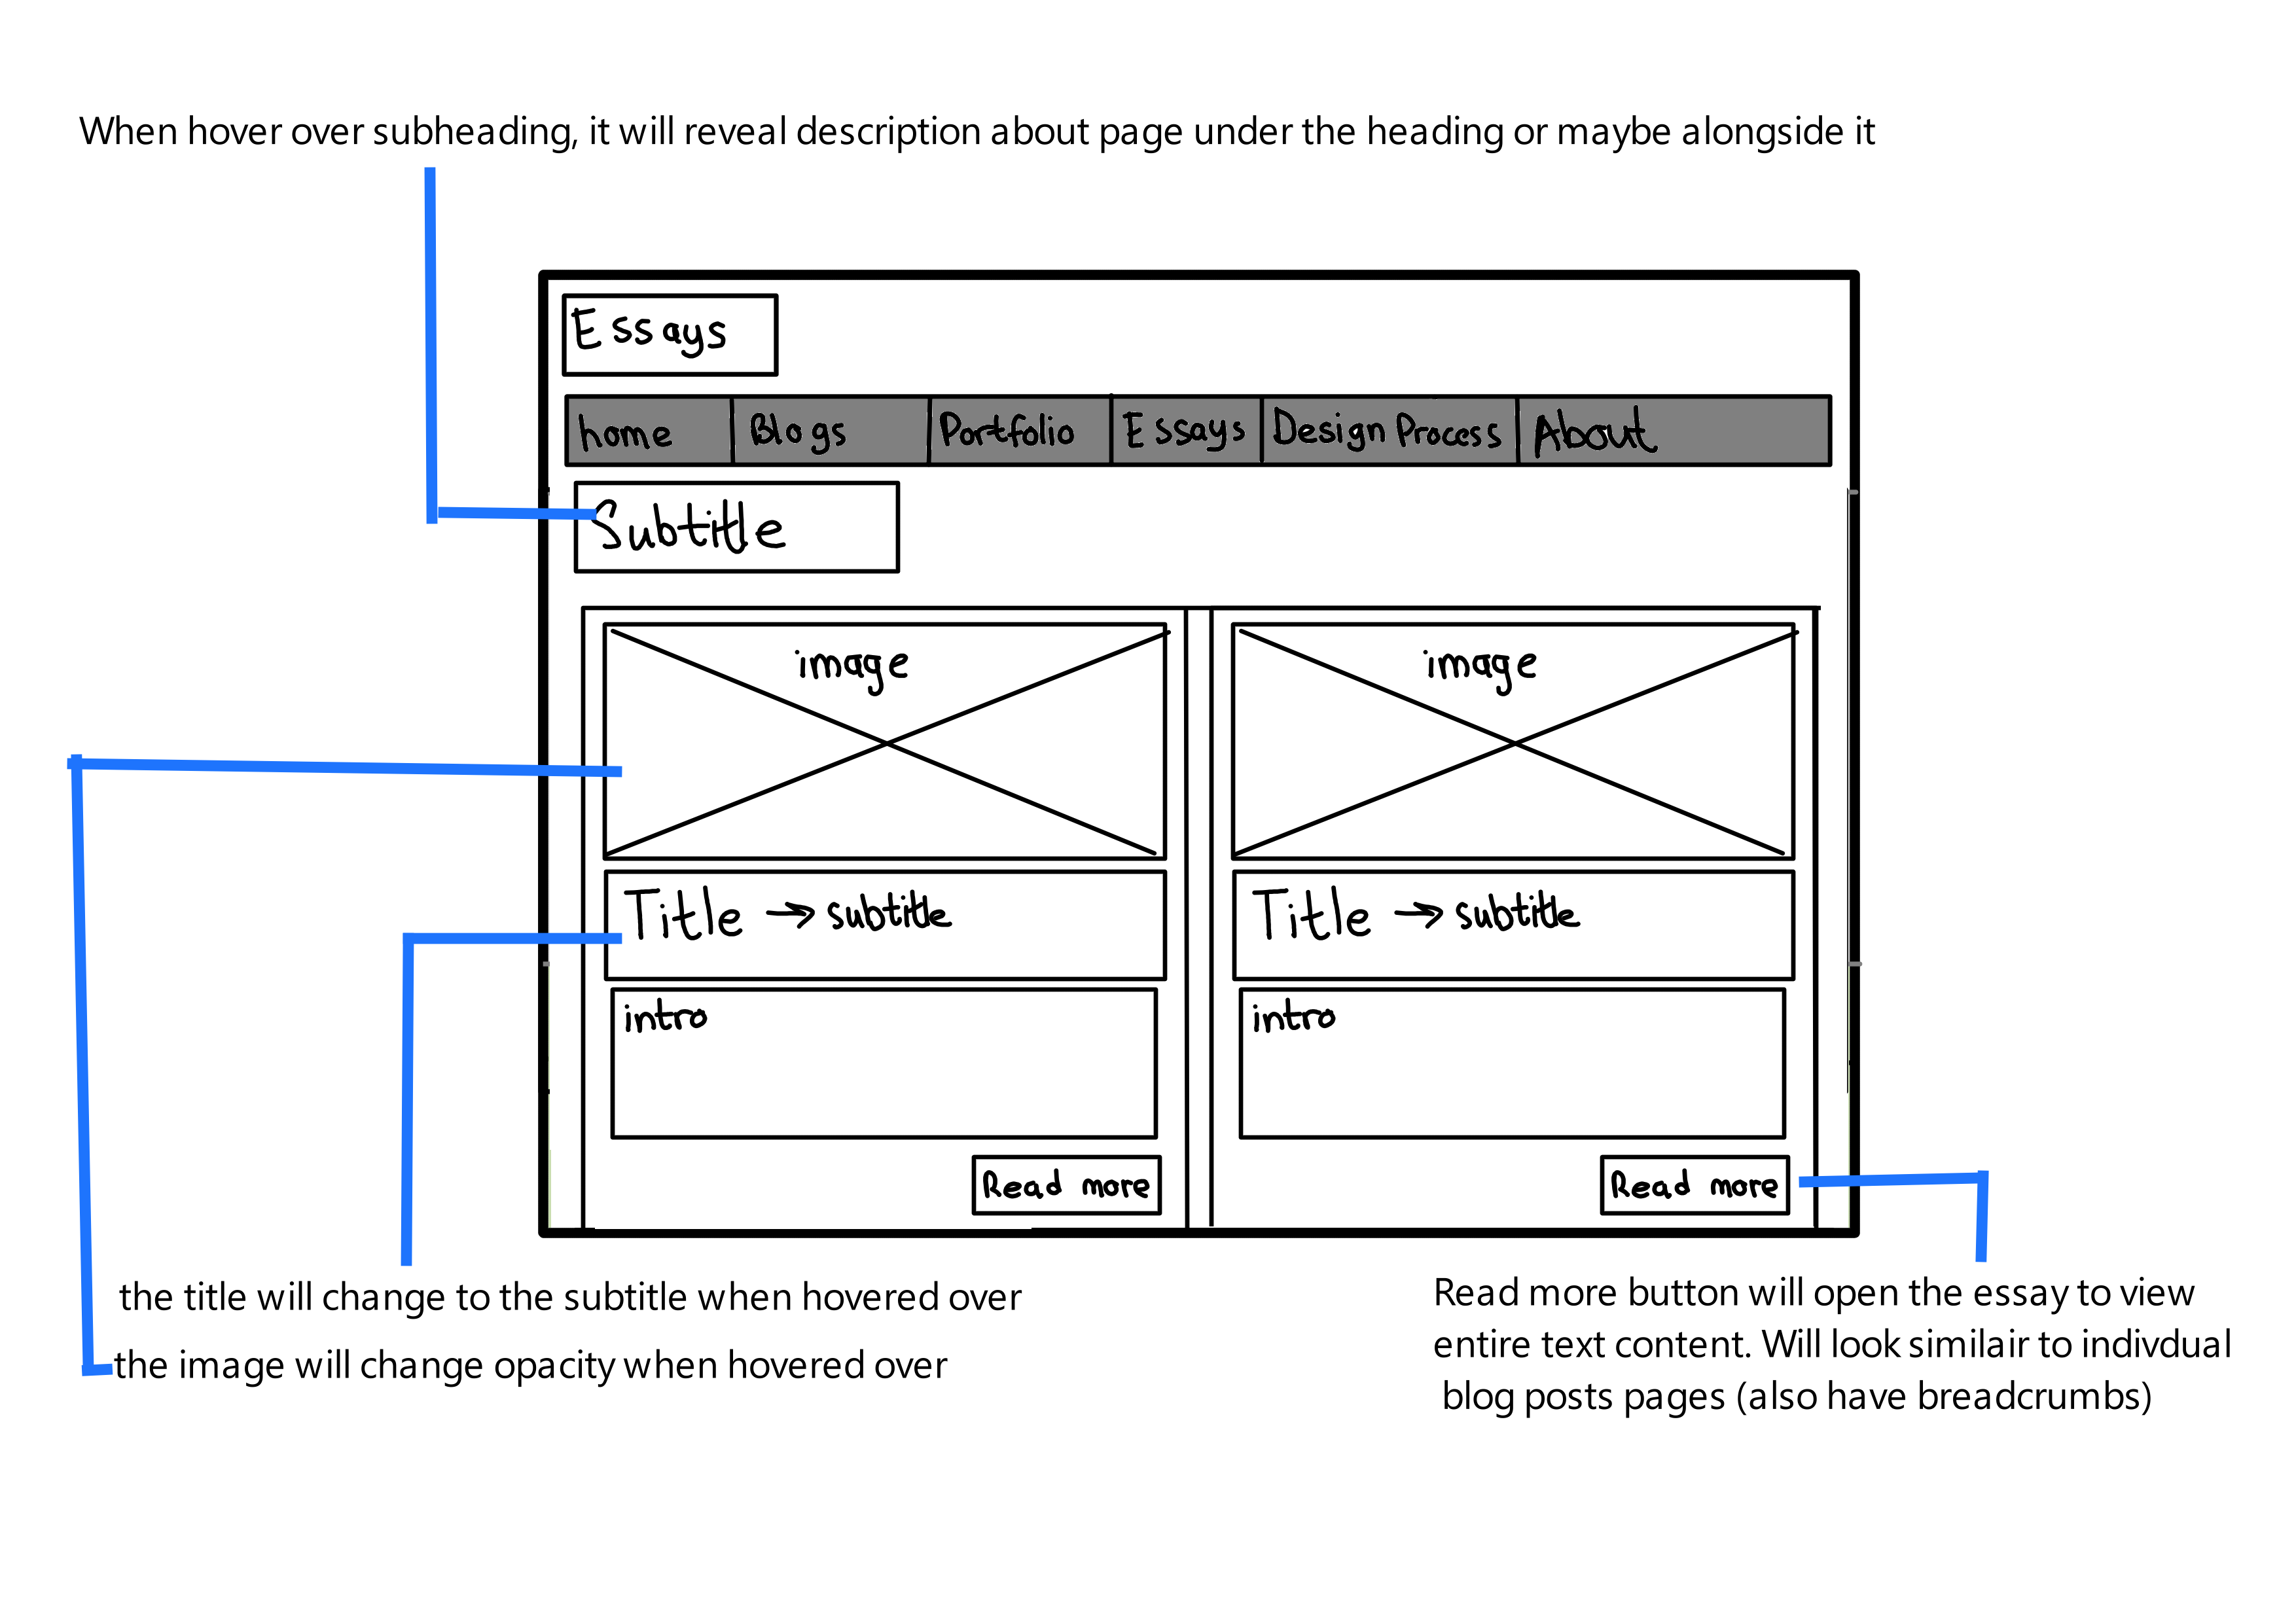 When hover over subheading, it will reveal description about page under the heading or maybe alongside it
Essays
home Blogs Portfolio Essays Design Process About
Subtitle
image image
Title → subtitle Title → subtitle
intro intro
Read more Read more
the title will change to the subtitle when hovered over
the image will change opacity when hovered over
Read more button will open the essay to view
entire text content. Will look similair to indivdual
blog posts pages (also have breadcrumbs)